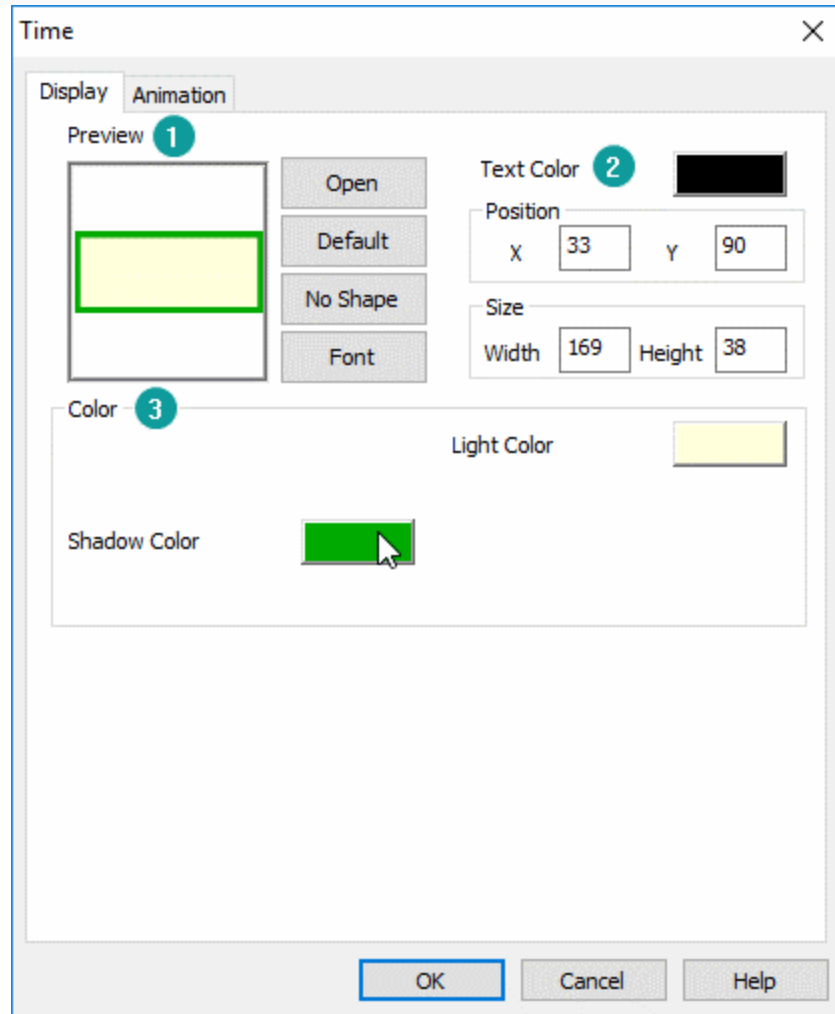 Time
Display Animation
Preview 1
Open
Default
No Shape
Font
Text Color 2
Position
X 33 Y 90
Size
Width 169 Height 38
Color 3
Light Color
Shadow Color
OK Cancel Help